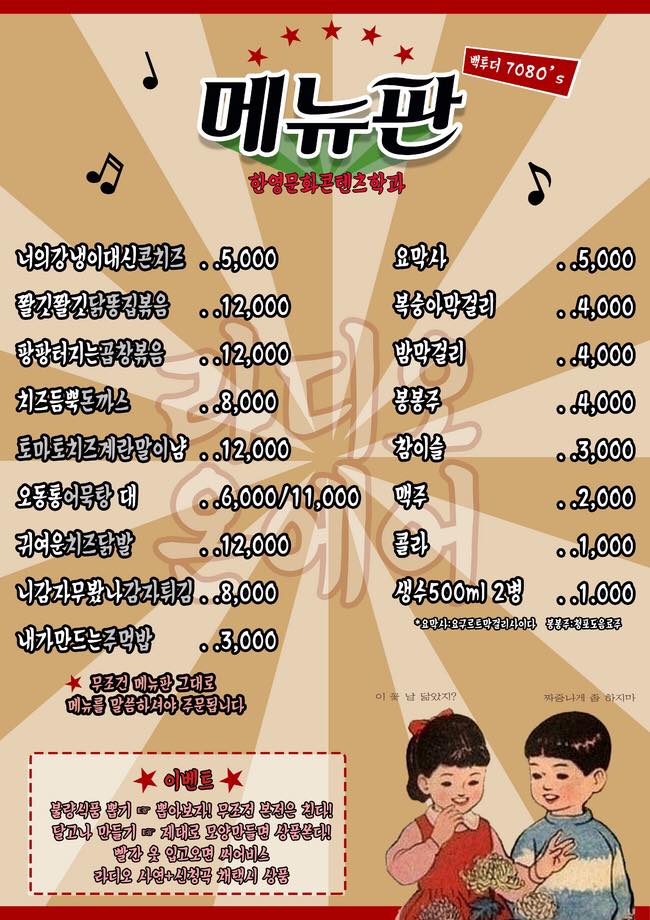 백투더 7080's
메뉴판
한영문화콘텐츠학과
너의강냉이대신콘치즈 . .5,000
쫄깃쫄깃닭똥집볶음 . .12,000
팡팡터지는곱창볶음 . .12,000
치즈듬뿍돈까스 . .8,000
토마토치즈계란말이냠 . .12,000
오동통어묵탕 대 . .6,000/11,000
귀여운치즈닭발 . .12,000
니감자무봤나감자튀김 . .8,000
내가만드는주먹밥 . .3,000
요막사 . .5,000
복숭아막걸리 . .4,000
밤막걸리 . .4,000
봉봉주 . .4,000
참이슬 . .3,000
맥주 . .2,000
콜라 . .1,000
생수500ml 2병 . .1.000
*요막사:요구르트막걸리사이다 봉봉주:청포도음료주
라디오
오에어
★ 무조건 메뉴판 그대로
메뉴를 말씀하셔야 주문됩니다
★ 이벤트 ★
불량식품 뽑기 ☞ 뽑아보자! 무조건 본전은 친다!
달고나 만들기 ☞ 제대로 모양만들면 상품쏜다!
빨간 옷 입고오면 써어비스
라디오 사연+신청곡 채택시 상품
이 꽃 날 닮았지?
짜증나게 좀 하지마